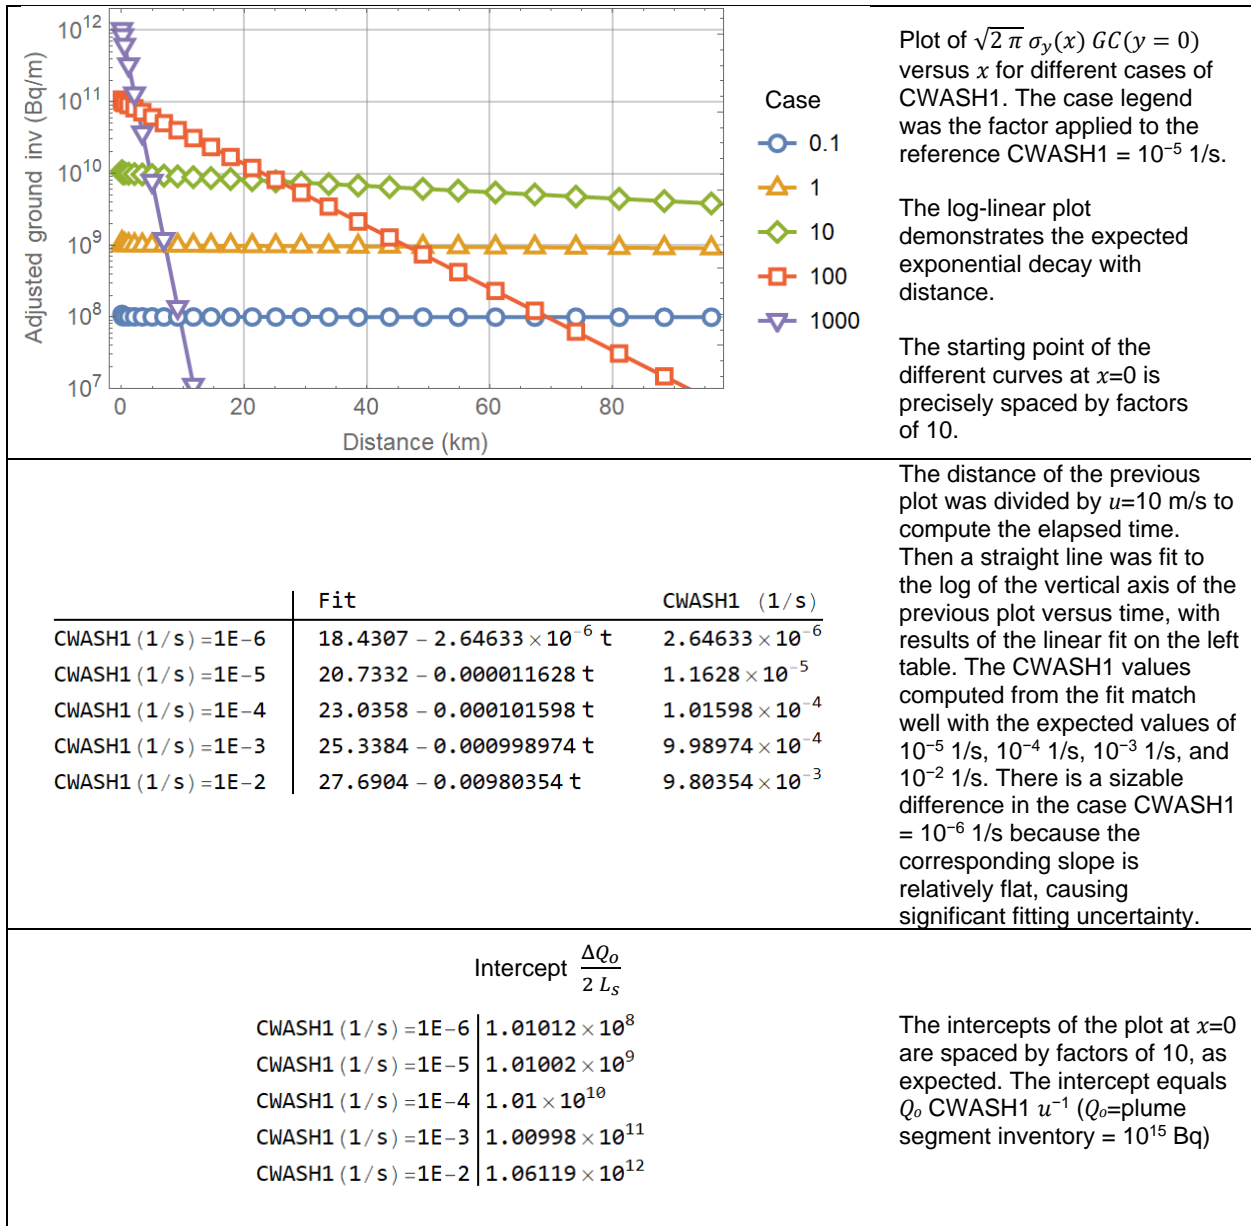 10¹²
10¹¹
10¹⁰
10⁹
10⁸
10⁷
Adjusted ground inv (Bq/m)
0 20 40 60 80
Distance (km)
Case
0.1
1
10
100
1000
Plot of √2 π σy(x) GC(y = 0)
versus x for different cases of
CWASH1. The case legend
was the factor applied to the
reference CWASH1 = 10⁻⁵ 1/s.
The log-linear plot
demonstrates the expected
exponential decay with
distance.
The starting point of the
different curves at x=0 is
precisely spaced by factors
of 10.
Fit CWASH1 (1/s)
CWASH1(1/s)=1E-6 18.4307 – 2.64633×10⁻⁶ t 2.64633×10⁻⁶
CWASH1(1/s)=1E-5 20.7332 – 0.000011628 t 1.1628×10⁻⁵
CWASH1(1/s)=1E-4 23.0358 – 0.000101598 t 1.01598×10⁻⁴
CWASH1(1/s)=1E-3 25.3384 – 0.000998974 t 9.98974×10⁻⁴
CWASH1(1/s)=1E-2 27.6904 – 0.00980354 t 9.80354×10⁻³
The distance of the previous
plot was divided by u=10 m/s to
compute the elapsed time.
Then a straight line was fit to
the log of the vertical axis of the
previous plot versus time, with
results of the linear fit on the left
table. The CWASH1 values
computed from the fit match
well with the expected values of
10⁻⁵ 1/s, 10⁻⁴ 1/s, 10⁻³ 1/s, and
10⁻² 1/s. There is a sizable
difference in the case CWASH1
= 10⁻⁶ 1/s because the
corresponding slope is
relatively flat, causing
significant fitting uncertainty.
Intercept ΔQo / 2 Ls
CWASH1(1/s)=1E-6 1.01012×10⁸
CWASH1(1/s)=1E-5 1.01002×10⁹
CWASH1(1/s)=1E-4 1.01×10¹⁰
CWASH1(1/s)=1E-3 1.00998×10¹¹
CWASH1(1/s)=1E-2 1.06119×10¹²
The intercepts of the plot at x=0
are spaced by factors of 10, as
expected. The intercept equals
Qo CWASH1 u⁻¹ (Qo=plume
segment inventory = 10¹⁵ Bq)